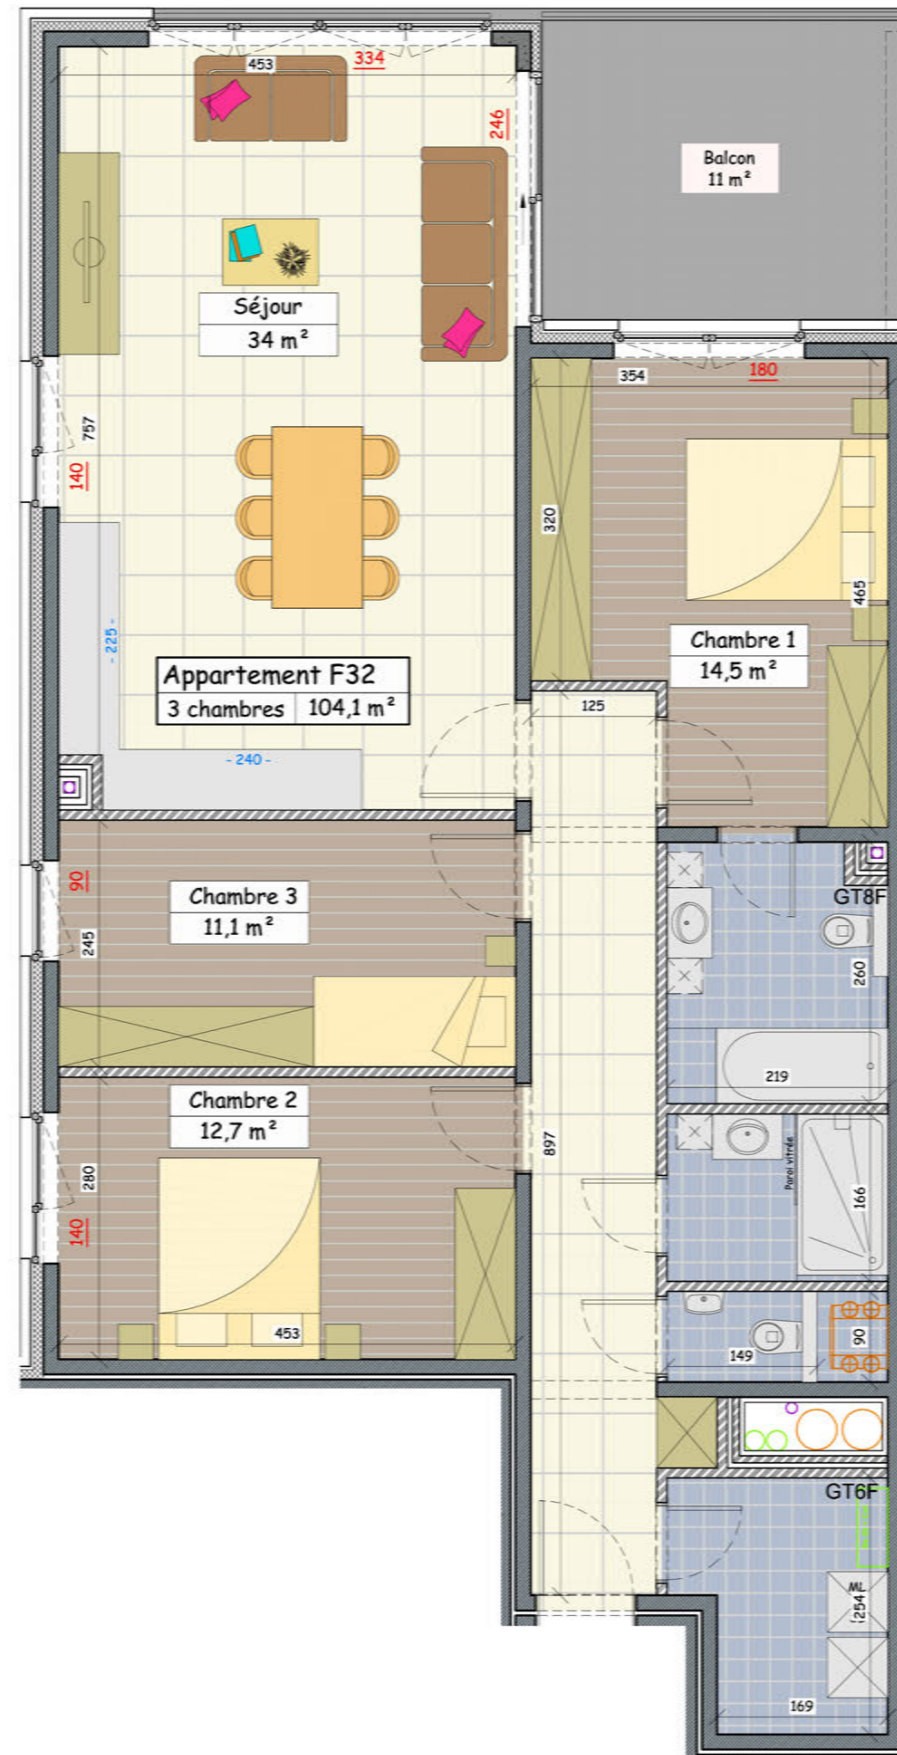 453
334
246
Balcon
11 m²
Séjour
34 m²
354
180
757
140
320
465
- 225 -
Chambre 1
14,5 m²
Appartement F32
3 chambres 104,1 m²
125
- 240 -
90
Chambre 3
11,1 m²
245
GT8F
260
219
Chambre 2
12,7 m²
897
Paroi vitrée
280
166
140
453
149
90
GT6F
ML
254
169